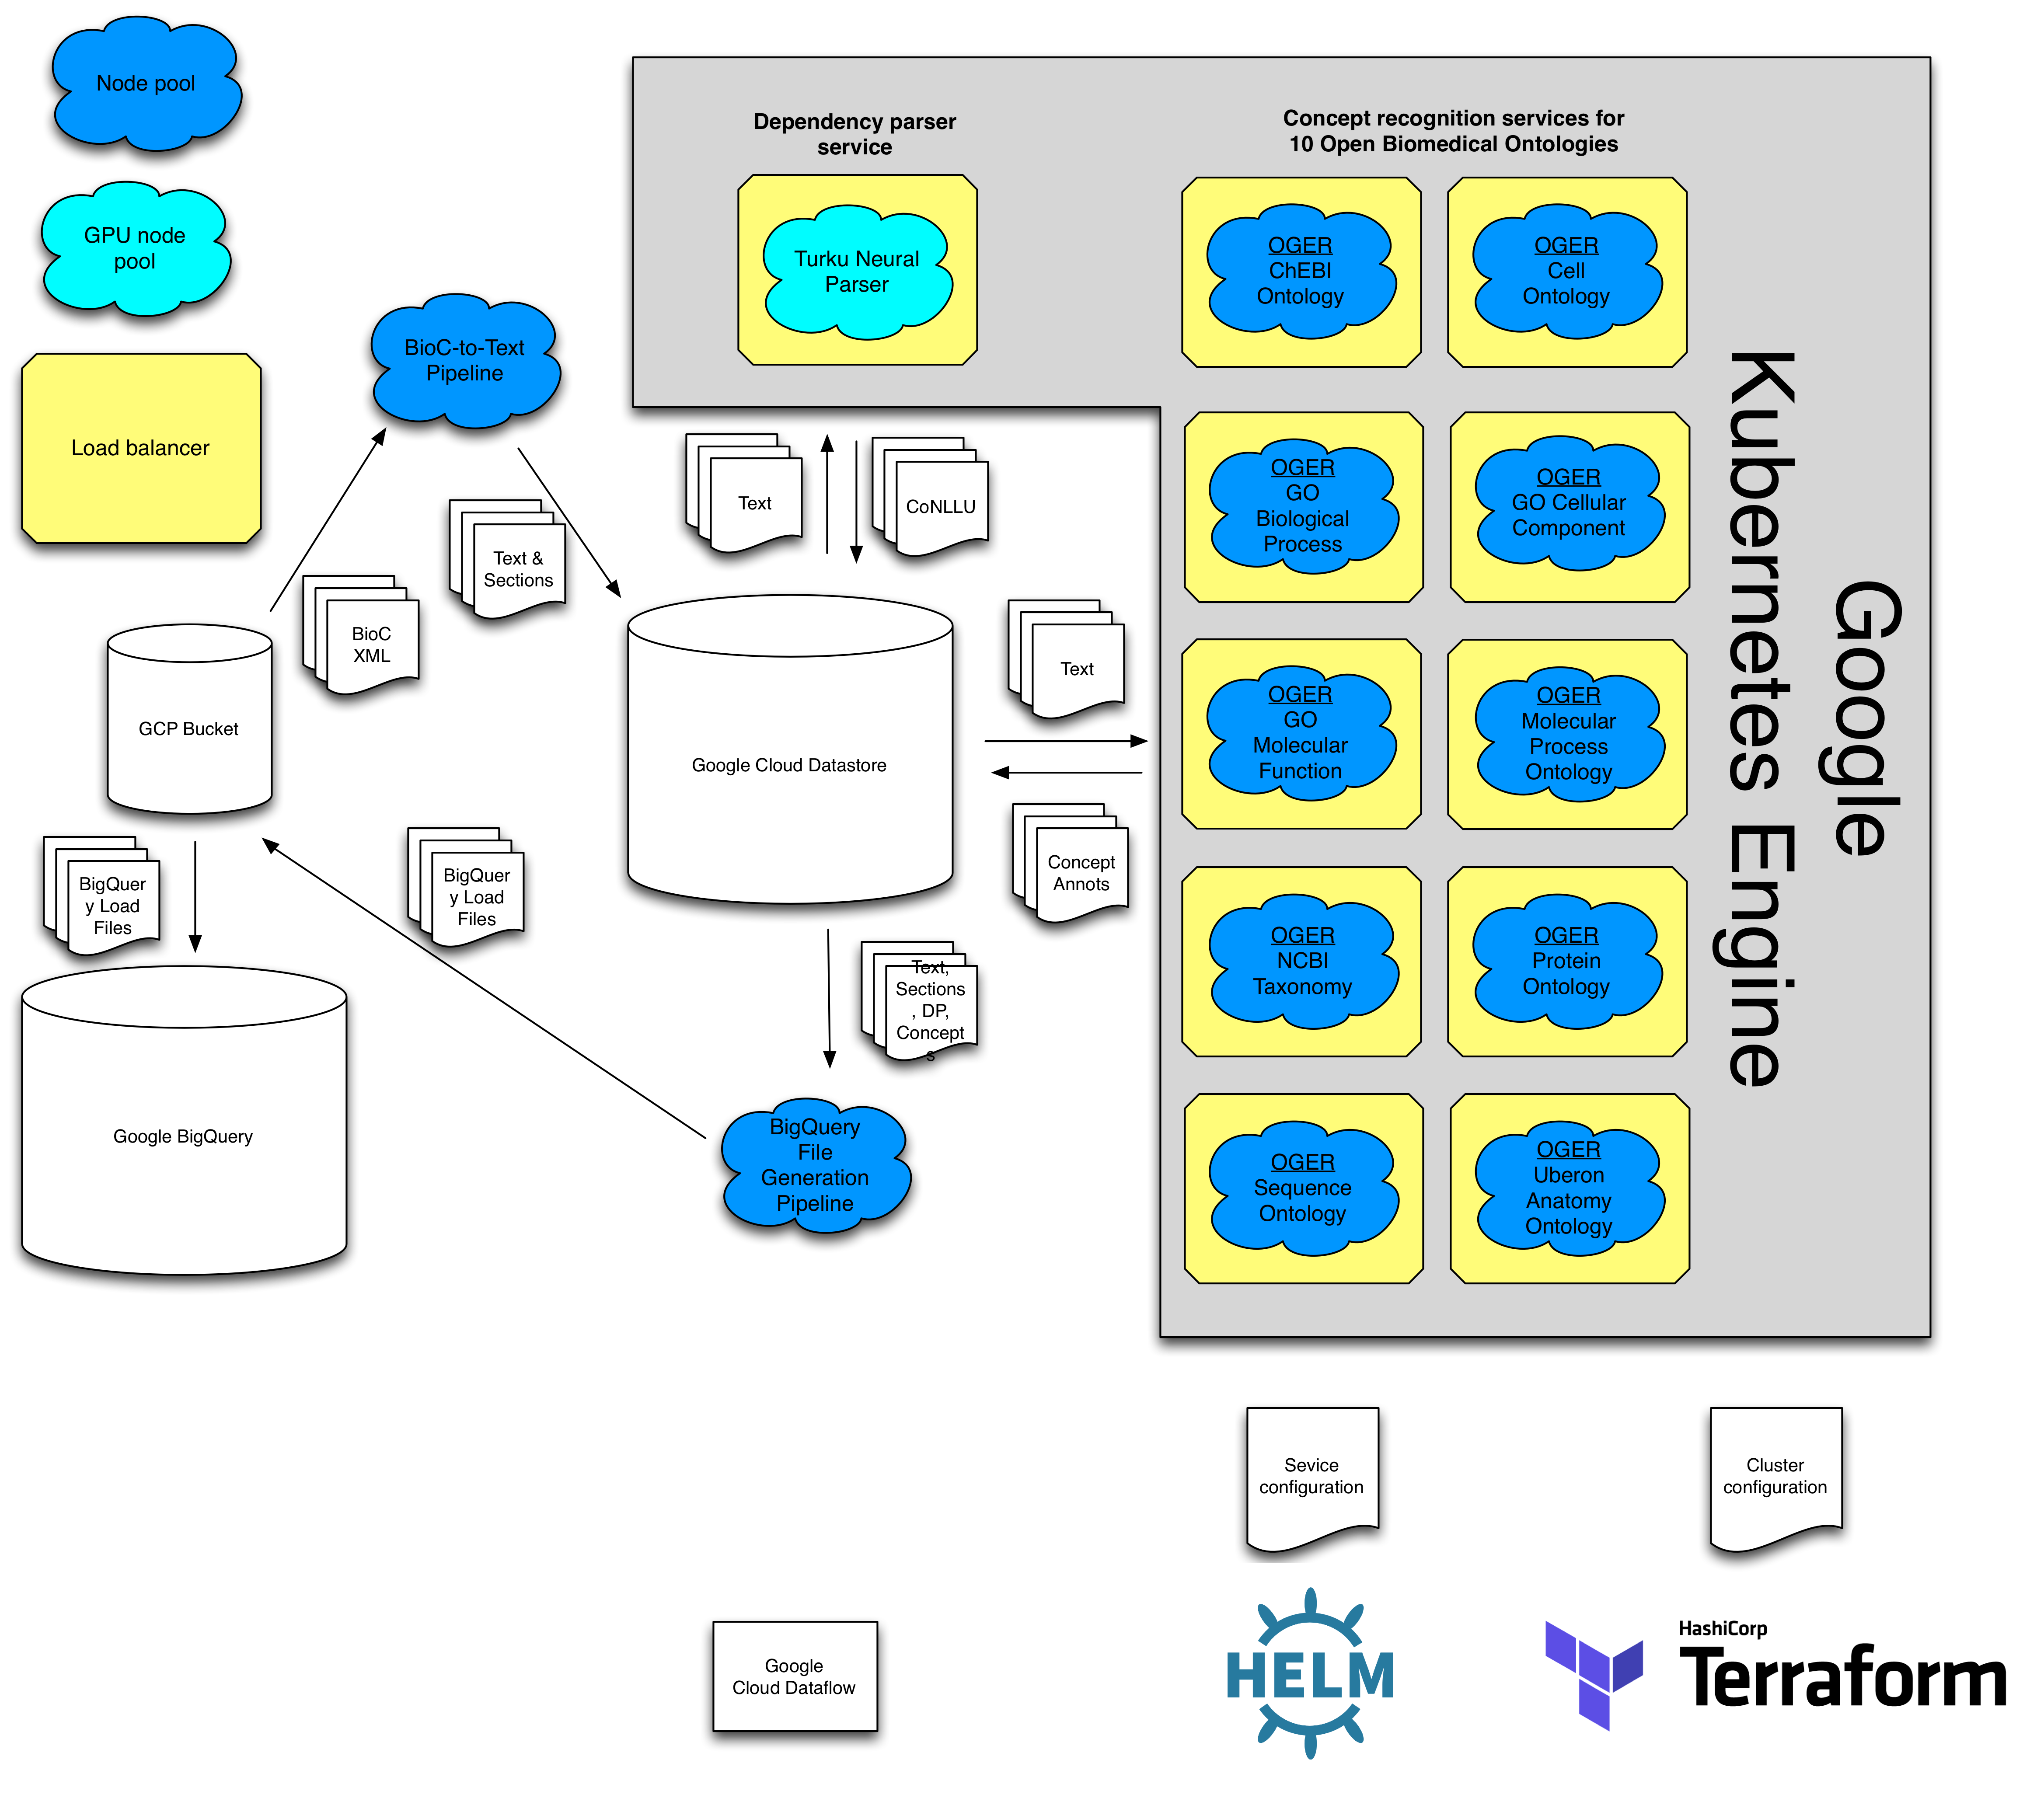 Node pool
GPU node
pool
Load balancer
BioC-to-Text
Pipeline
Dependency parser
service
Turku Neural
Parser
Concept recognition services for
10 Open Biomedical Ontologies
OGER
ChEBI
Ontology
OGER
Cell
Ontology
OGER
GO
Biological
Process
OGER
GO Cellular
Component
OGER
GO
Molecular
Function
OGER
Molecular
Process
Ontology
OGER
NCBI
Taxonomy
OGER
Protein
Ontology
OGER
Sequence
Ontology
OGER
Uberon
Anatomy
Ontology
Google
Kubernetes Engine
Text
CoNLLU
Text &
Sections
BioC
XML
GCP Bucket
Google Cloud Datastore
Text
Concept
Annots
BigQuer
y Load
Files
BigQuer
y Load
Files
Text,
Sections
, DP,
Concept
s
Google BigQuery
BigQuery
File
Generation
Pipeline
Sevice
configuration
Cluster
configuration
Google
Cloud Dataflow
HELM
HashiCorp
Terraform